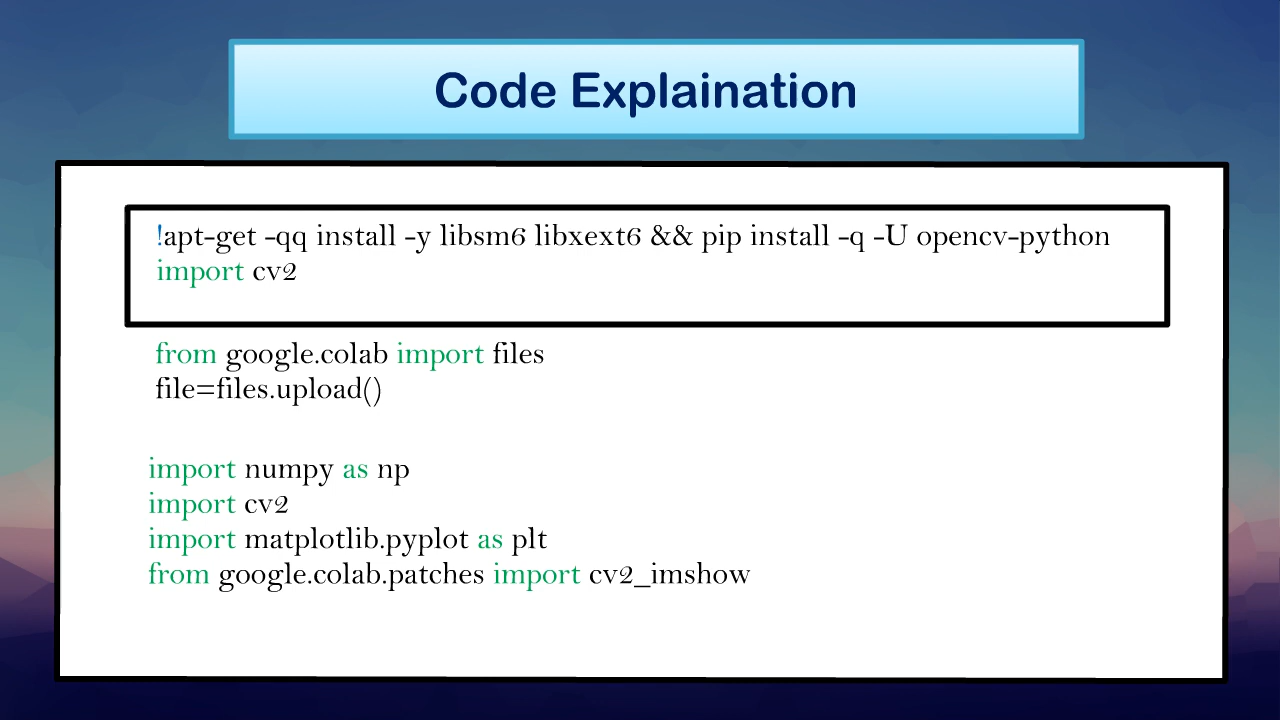 Code Explaination
!apt-get -qq install -y libsm6 libxext6 && pip install -q -U opencv-python
import cv2
from google.colab import files
file=files.upload()
import numpy as np
import cv2
import matplotlib.pyplot as plt
from google.colab.patches import cv2_imshow